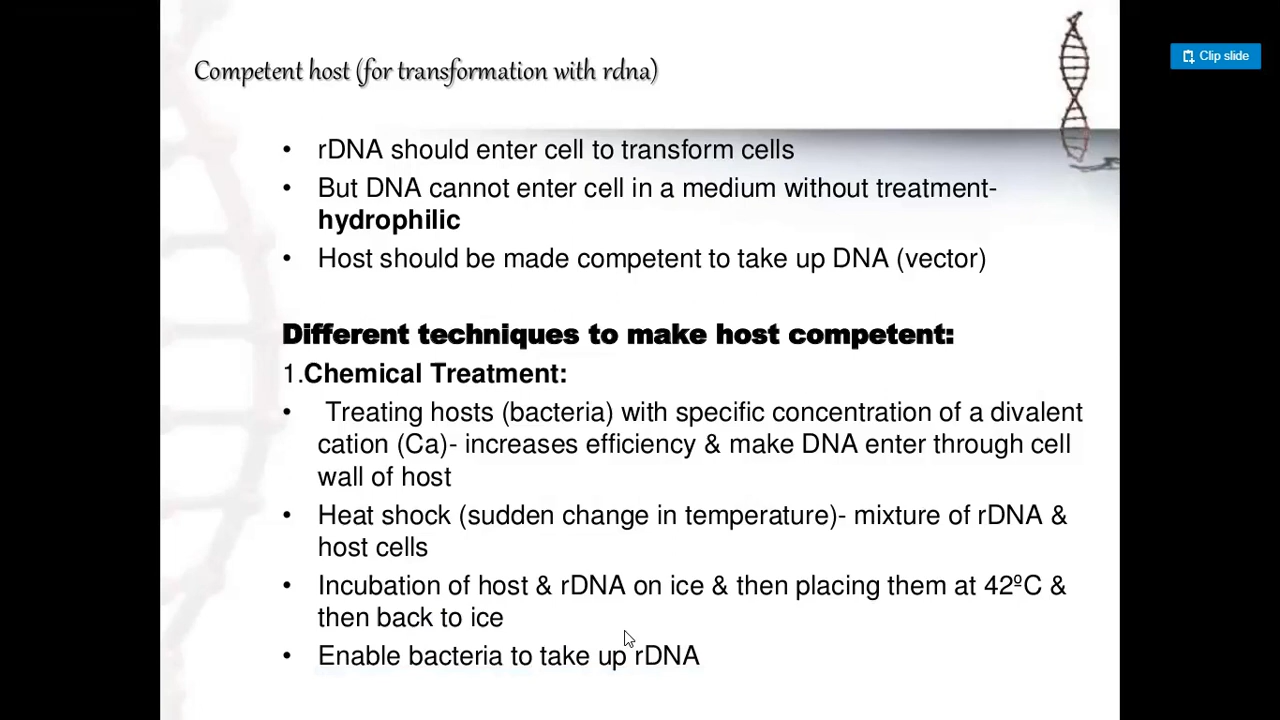 Competent host (for transformation with rdna)
Clip slide
• rDNA should enter cell to transform cells
• But DNA cannot enter cell in a medium without treatment-
hydrophilic
• Host should be made competent to take up DNA (vector)
Different techniques to make host competent:
1.Chemical Treatment:
• Treating hosts (bacteria) with specific concentration of a divalent
cation (Ca)- increases efficiency & make DNA enter through cell
wall of host
• Heat shock (sudden change in temperature)- mixture of rDNA &
host cells
• Incubation of host & rDNA on ice & then placing them at 42ºC &
then back to ice
• Enable bacteria to take up rDNA